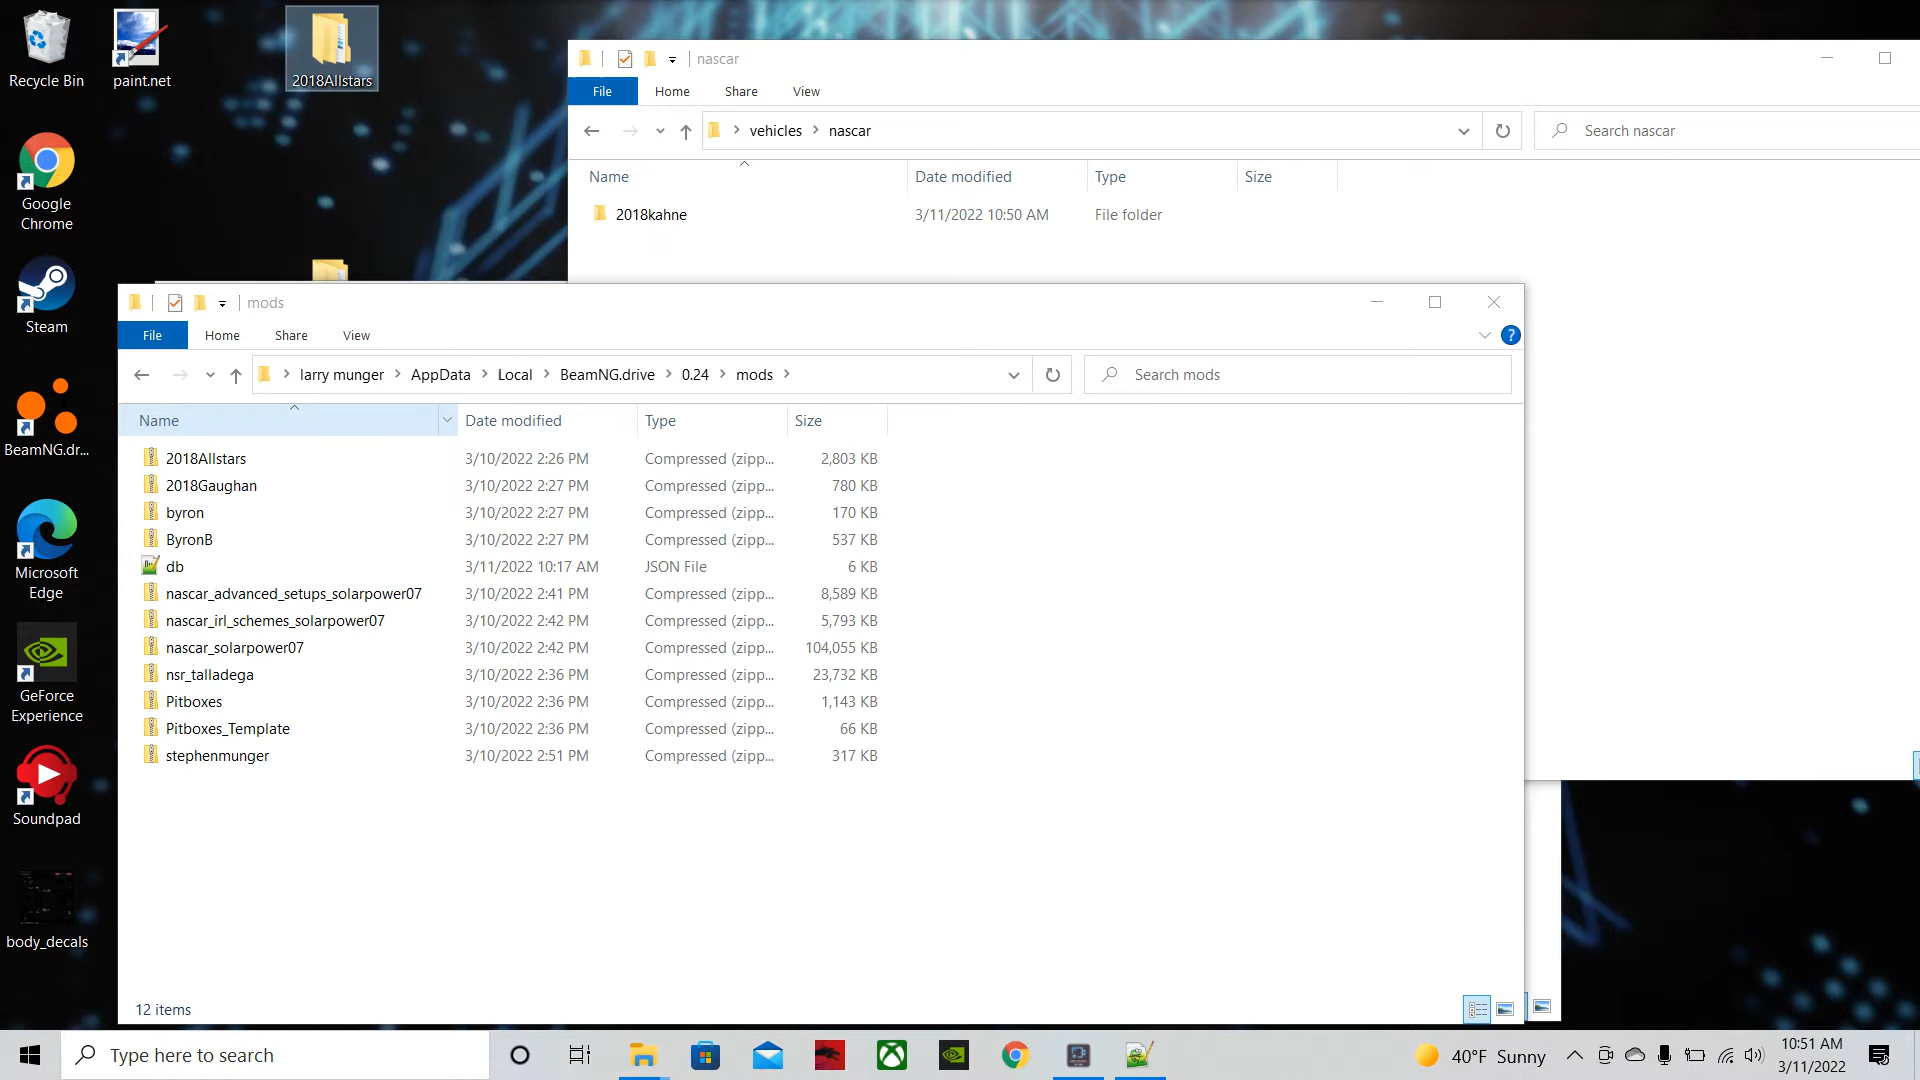 Recycle Bin
paint.net
2018Allstars
Google
Chrome
Steam
BeamNG.dr...
Microsoft
Edge
GeForce
Experience
Soundpad
body_decals
nascar
File Home Share View
vehicles nascar
Search nascar
Name Date modified Type Size
2018kahne 3/11/2022 10:50 AM File folder
mods
File Home Share View
larry munger AppData Local BeamNG.drive 0.24 mods
Search mods
Name Date modified Type Size
2018Allstars 3/10/2022 2:26 PM Compressed (zipp... 2,803 KB
2018Gaughan 3/10/2022 2:27 PM Compressed (zipp... 780 KB
byron 3/10/2022 2:27 PM Compressed (zipp... 170 KB
ByronB 3/10/2022 2:27 PM Compressed (zipp... 537 KB
db 3/11/2022 10:17 AM JSON File 6 KB
nascar_advanced_setups_solarpower07 3/10/2022 2:41 PM Compressed (zipp... 8,589 KB
nascar_irl_schemes_solarpower07 3/10/2022 2:42 PM Compressed (zipp... 5,793 KB
nascar_solarpower07 3/10/2022 2:42 PM Compressed (zipp... 104,055 KB
nsr_talladega 3/10/2022 2:36 PM Compressed (zipp... 23,732 KB
Pitboxes 3/10/2022 2:36 PM Compressed (zipp... 1,143 KB
Pitboxes_Template 3/10/2022 2:36 PM Compressed (zipp... 66 KB
stephenmunger 3/10/2022 2:51 PM Compressed (zipp... 317 KB
12 items
Type here to search
40°F Sunny
10:51 AM
3/11/2022